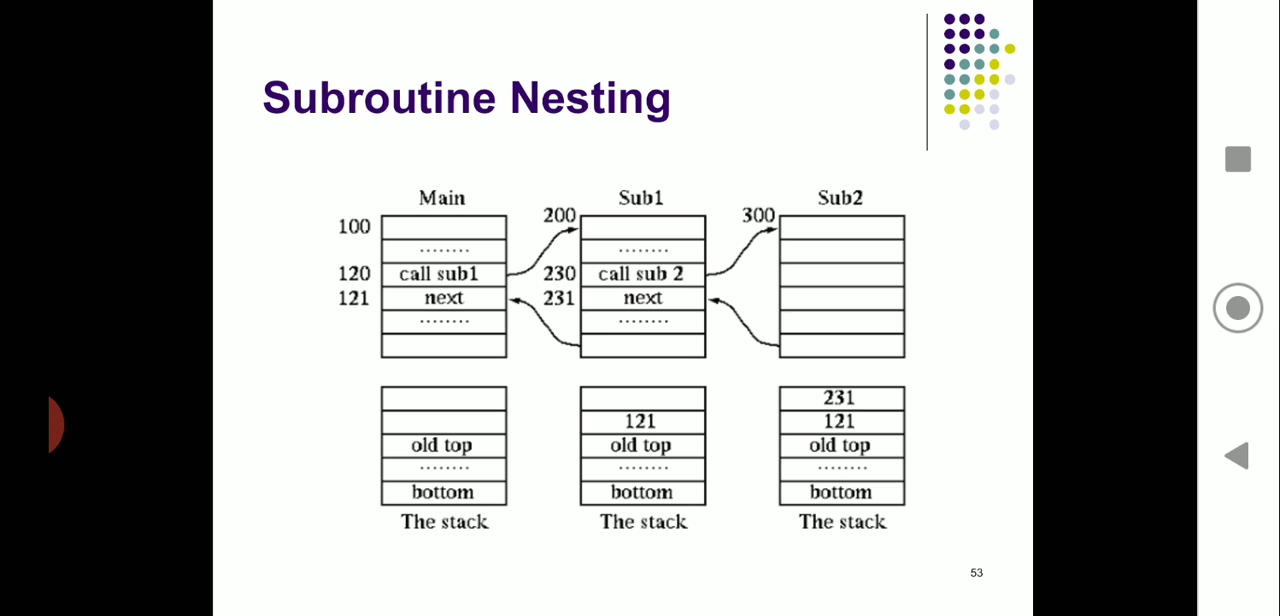 Subroutine Nesting
Main Sub1 Sub2
100 200 300
........ ........
120 call sub1 230 call sub 2
121 next 231 next
........ ........
231
121 121
old top old top old top
........ ........ ........
bottom bottom bottom
The stack The stack The stack
53